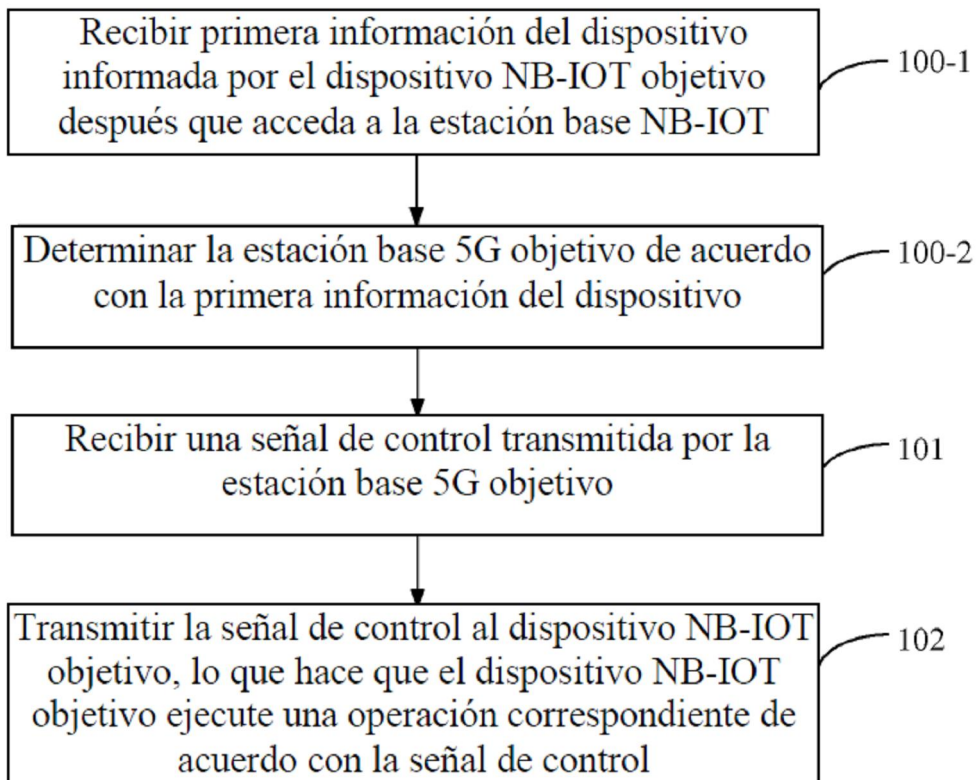 Recibir primera información del dispositivo
informada por el dispositivo NB-IOT objetivo
después que acceda a la estación base NB-IOT
100-1
Determinar la estación base 5G objetivo de acuerdo
con la primera información del dispositivo
100-2
Recibir una señal de control transmitida por la
estación base 5G objetivo
101
Transmitir la señal de control al dispositivo NB-IOT
objetivo, lo que hace que el dispositivo NB-IOT
objetivo ejecute una operación correspondiente de
acuerdo con la señal de control
102